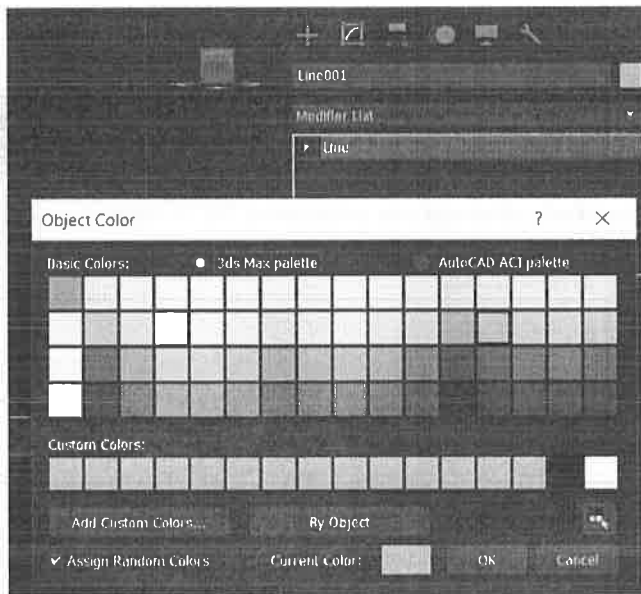 Line001
Modifier List
Line
Object Color
? ×
Basic Colors: 3ds Max palette AutoCAD ACI palette
Custom Colors:
Add Custom Colors... By Object
✓ Assign Random Colors Current Color: OK Cancel